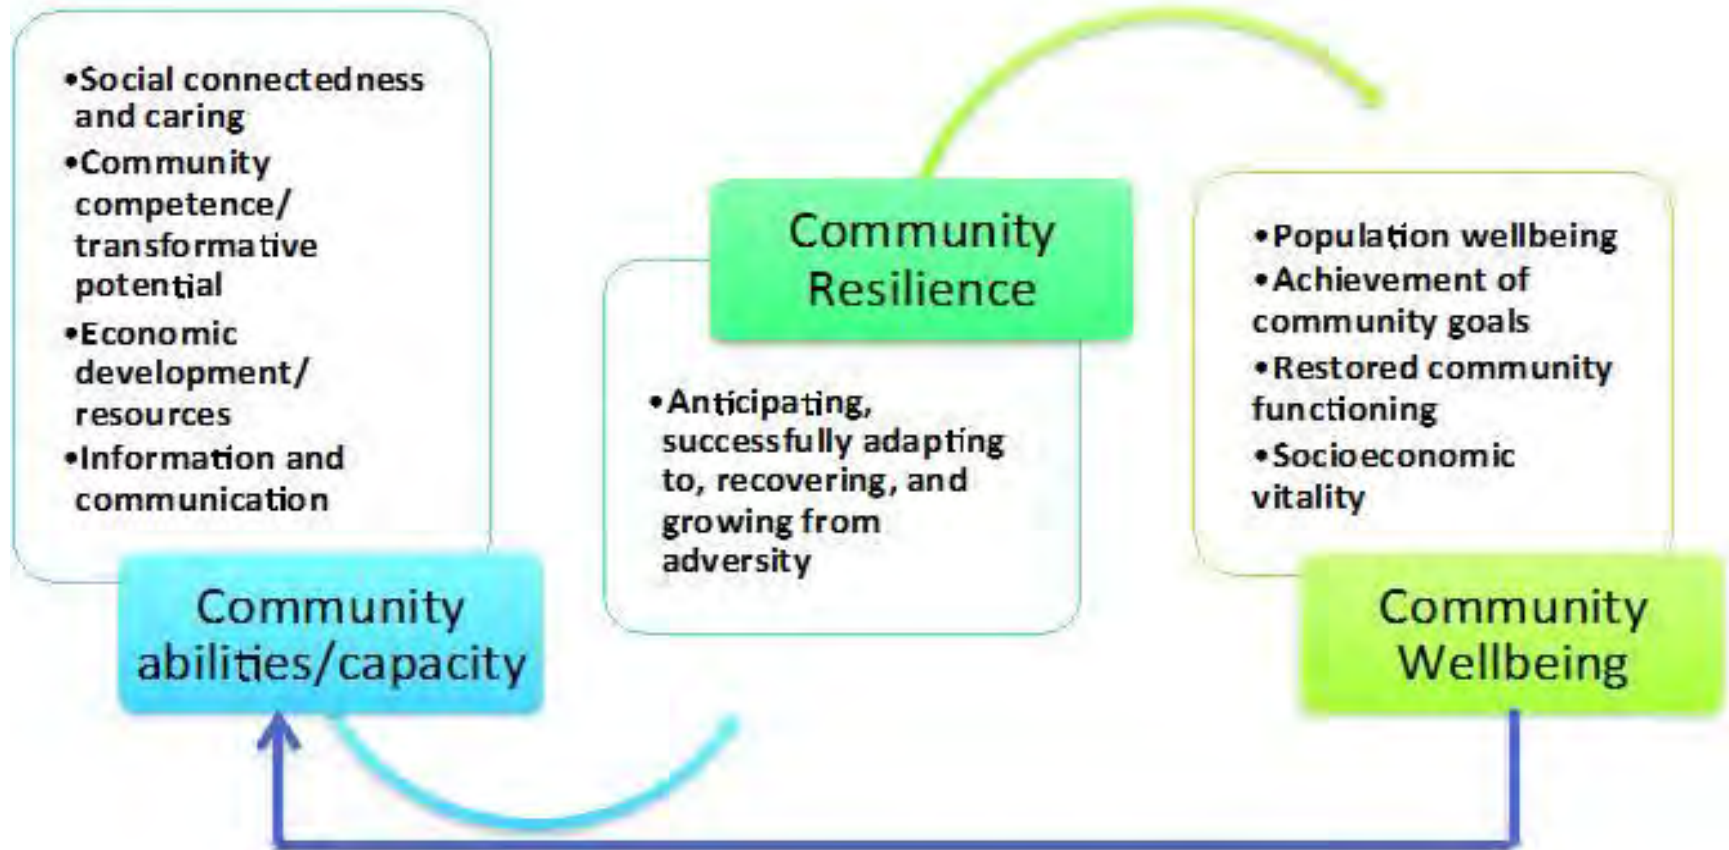 •Social connectedness
and caring
•Community
competence/
transformative
potential
•Economic
development/
resources
•Information and
communication
Community
abilities/capacity
Community
Resilience
•Anticipating,
successfully adapting
to, recovering, and
growing from
adversity
•Population wellbeing
•Achievement of
community goals
•Restored community
functioning
•Socioeconomic
vitality
Community
Wellbeing